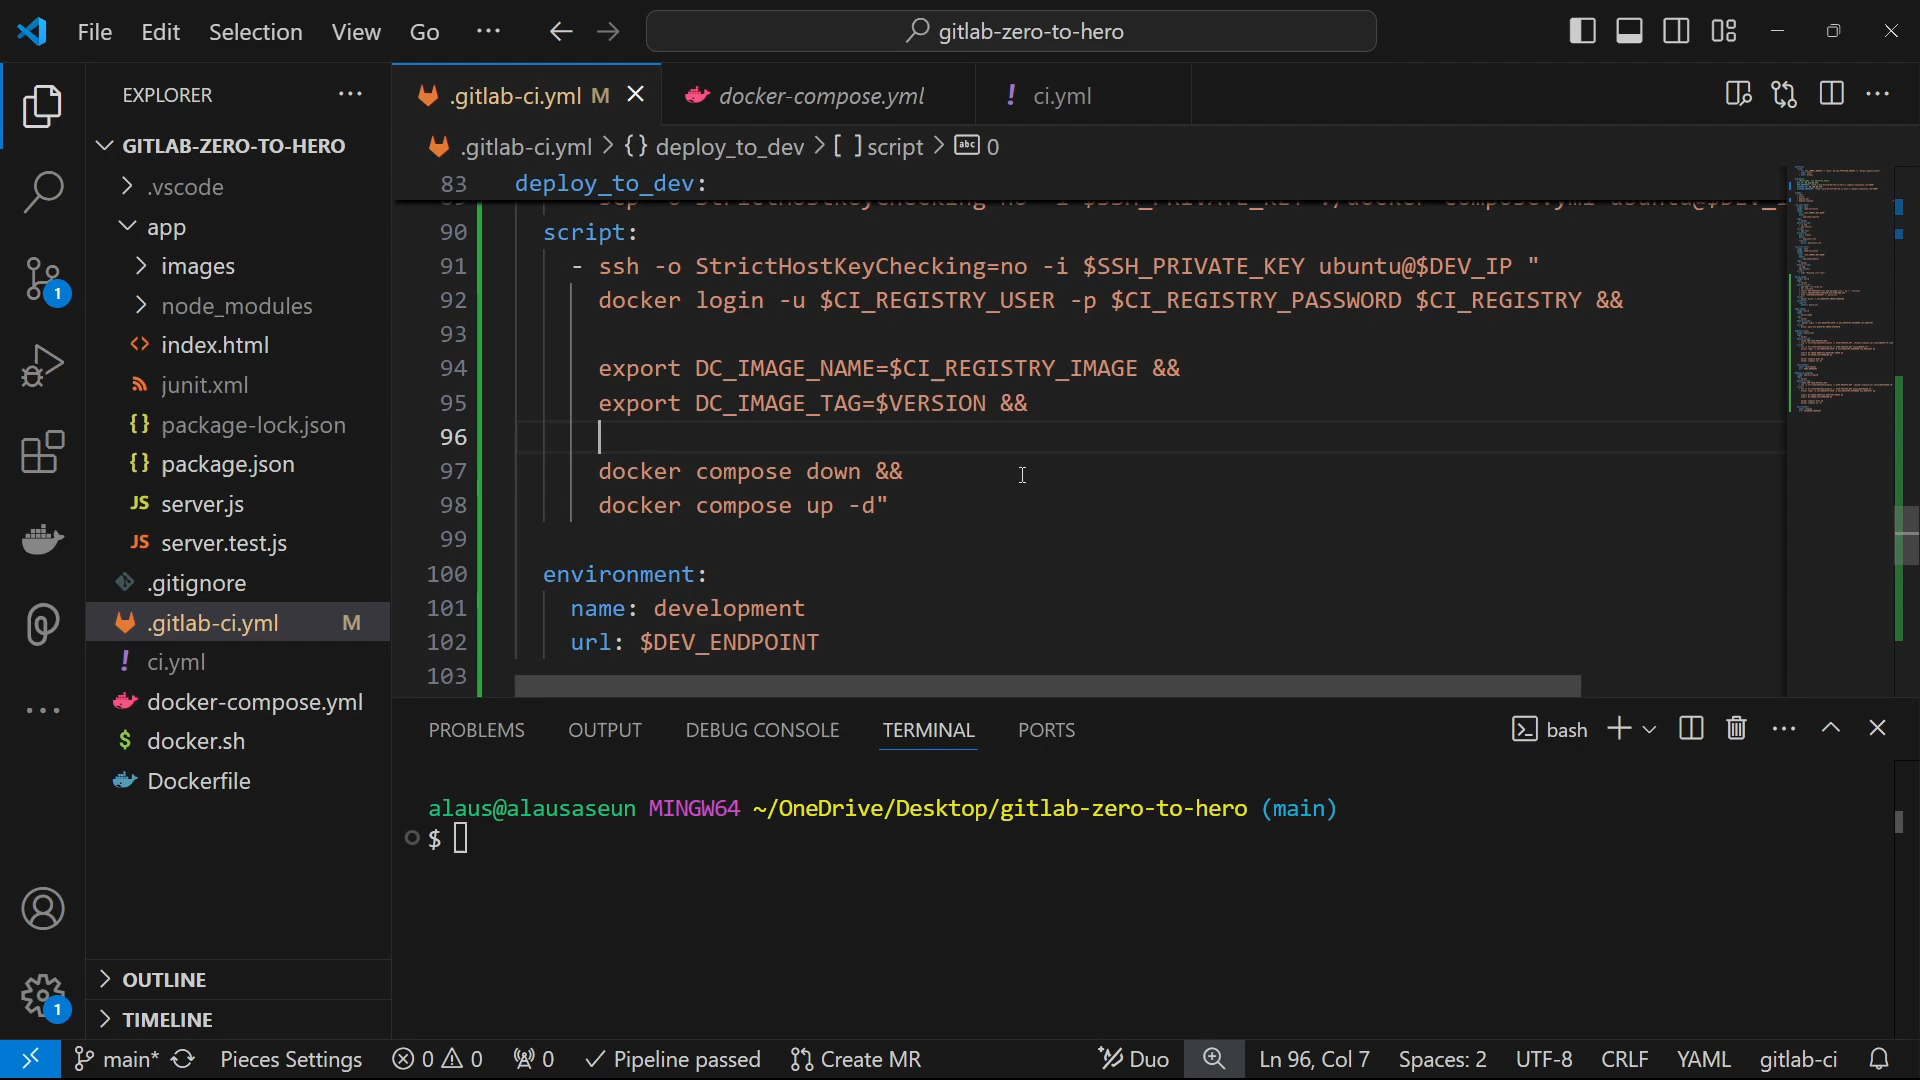 File Edit Selection View Go ··· gitlab-zero-to-hero
EXPLORER ···
GITLAB-ZERO-TO-HERO
.vscode
app
images
node_modules
index.html
junit.xml
package-lock.json
package.json
server.js
server.test.js
.gitignore
.gitlab-ci.yml M
ci.yml
docker-compose.yml
docker.sh
Dockerfile
OUTLINE
TIMELINE
.gitlab-ci.yml M
docker-compose.yml
ci.yml
.gitlab-ci.yml > {} deploy_to_dev > [ ] script > abc 0
83 deploy_to_dev:
90 script:
91 - ssh -o StrictHostKeyChecking=no -i $SSH_PRIVATE_KEY ubuntu@$DEV_IP "
92 docker login -u $CI_REGISTRY_USER -p $CI_REGISTRY_PASSWORD $CI_REGISTRY &&
93
94 export DC_IMAGE_NAME=$CI_REGISTRY_IMAGE &&
95 export DC_IMAGE_TAG=$VERSION &&
96
97 docker compose down &&
98 docker compose up -d"
99
100 environment:
101 name: development
102 url: $DEV_ENDPOINT
103
PROBLEMS OUTPUT DEBUG CONSOLE TERMINAL PORTS bash
alaus@alausaseun MINGW64 ~/OneDrive/Desktop/gitlab-zero-to-hero (main)
$
main* Pieces Settings 0 0 0 Pipeline passed Create MR Duo Ln 96, Col 7 Spaces: 2 UTF-8 CRLF YAML gitlab-ci